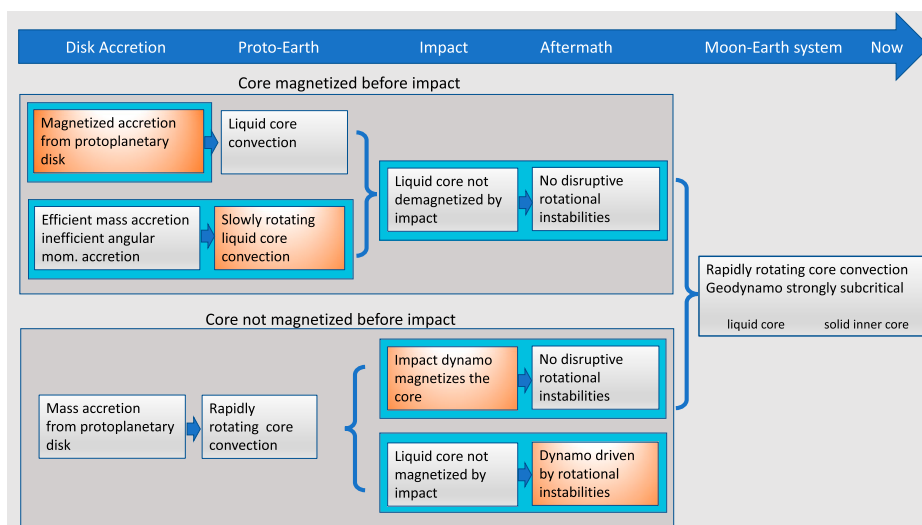 Disk Accretion Proto-Earth Impact Aftermath Moon-Earth system Now
Core magnetized before impact
Magnetized accretion
from protoplanetary
disk
Liquid core
convection
Efficient mass accretion
inefficient angular
mom. accretion
Slowly rotating
liquid core
convection
Liquid core not
demagnetized by
impact
No disruptive
rotational
instabilities
Rapidly rotating core convection
Geodynamo strongly subcritical
liquid core solid inner core
Core not magnetized before impact
Mass accretion
from protoplanetary
disk
Rapidly
rotating core
convection
Impact dynamo
magnetizes the
core
No disruptive
rotational
instabilities
Liquid core not
magnetized by
impact
Dynamo driven
by rotational
instabilities